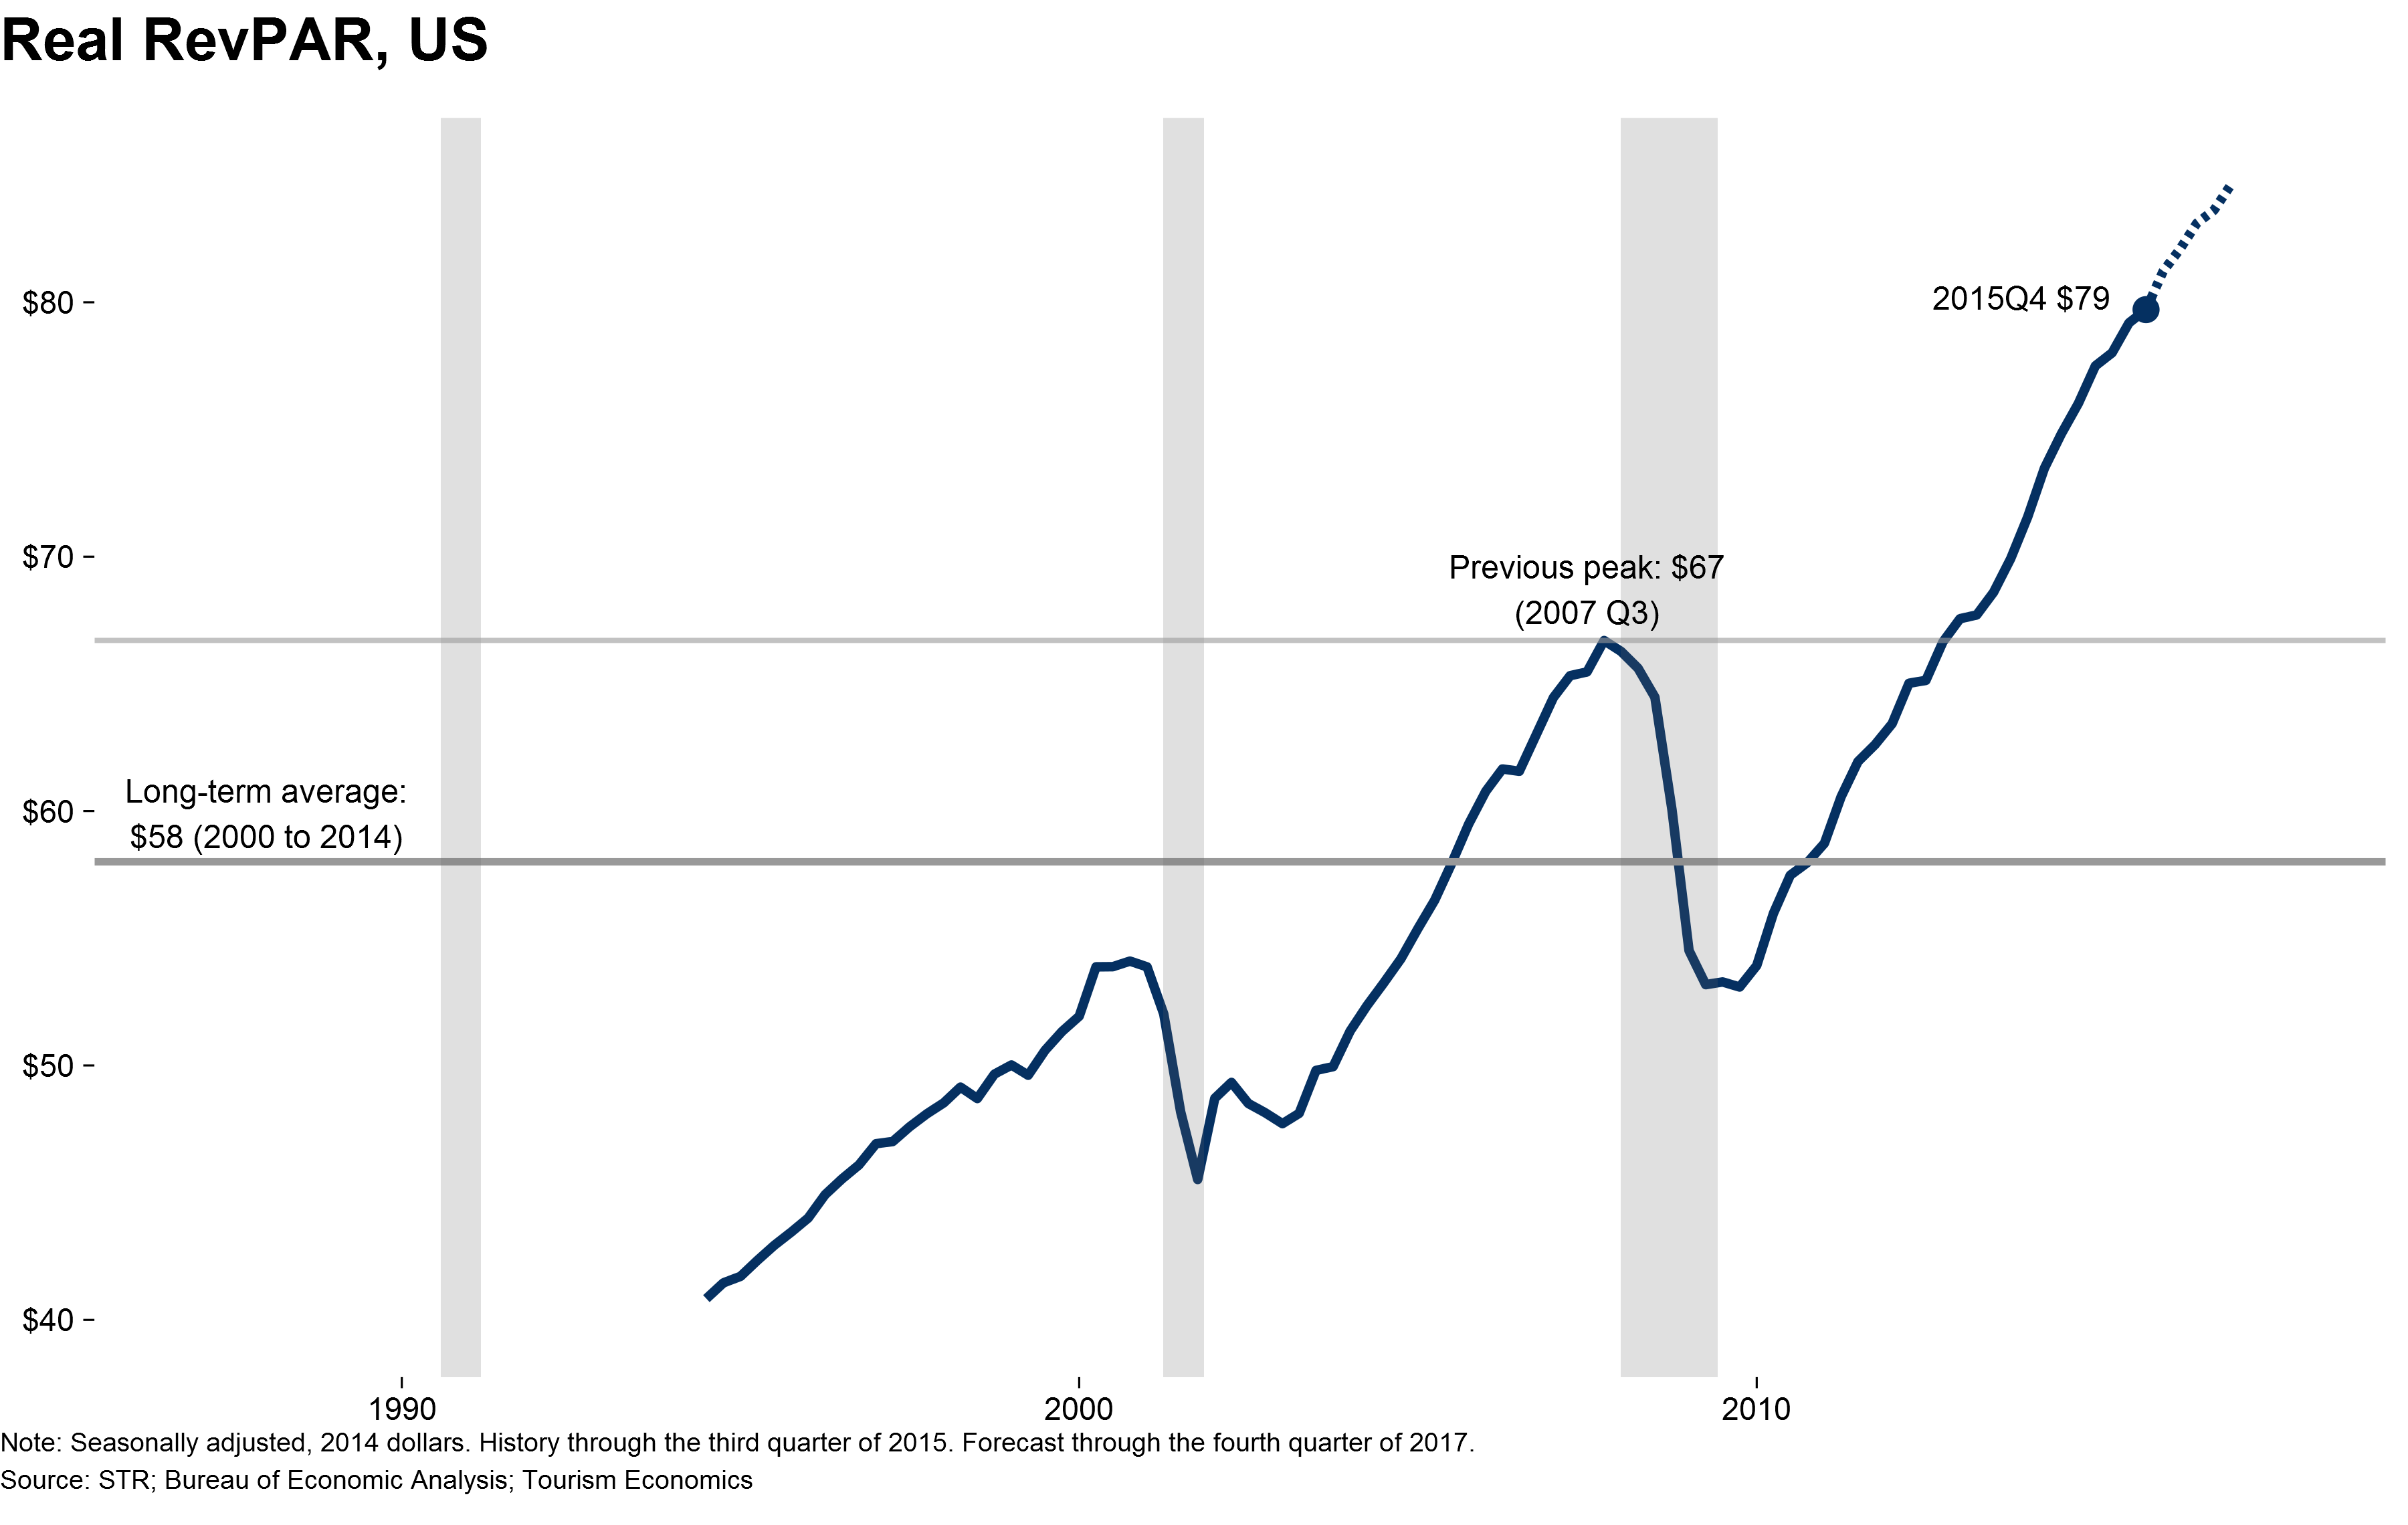 Real RevPAR, US
$80
2015Q4 $79
$70
Previous peak: $67
(2007 Q3)
Long-term average:
$60
$58 (2000 to 2014)
$50
$40
1990
2000
2010
Note: Seasonally adjusted, 2014 dollars. History through the third quarter of 2015. Forecast through the fourth quarter of 2017.
Source: STR; Bureau of Economic Analysis; Tourism Economics